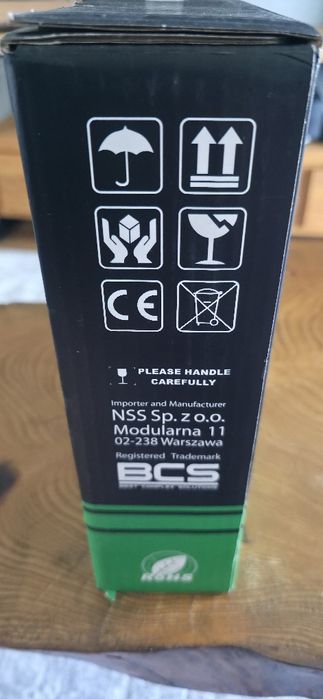 CE
PLEASE HANDLE
CAREFULLY
Importer and Manufacturer
NSS Sp. z o.o.
Modularna 11
02-238 Warszawa
Registered Trademark
BCS
RoHS